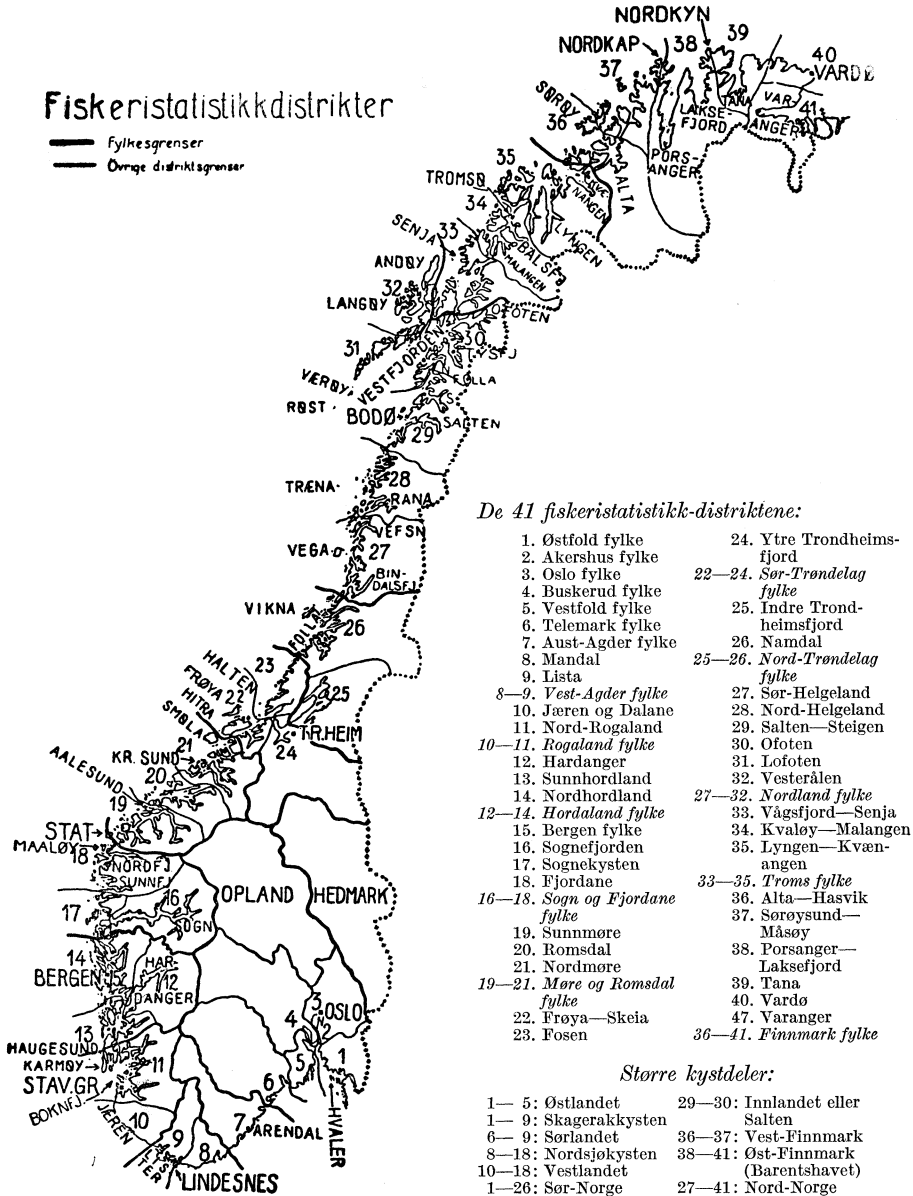 Fiskeristatistikkdistrikter
Fylkesgrenser
Övrige distriktsgrenser
NORDKYN
39
NORDKAP
38
40
VARDØ
37
SØRØY
36
LAKSE-
FJORD
TANA
VAR-
ANGER
41
PORS-
ANGER
ALTA
KVÆ
NANGEN
35
TROMSØ
34
LYNGEN
BALSF.
MALANGEN
SENJA
33
ANDØY
32
LANGØY
OFOTEN
30
TYSFJ
31
VESTFJORDEN
VÆRØY
FOLLA
RØST
BODØ
29
SALTEN
28
TRÆNA
RANA
VEFSN
VEGA
27
BIN-
DALSFJ.
VIKNA
FOLLA
26
HALTEN
23
FRØYA
22
25
HITRA
SMØLA
TR.HEIM
24
21
KR. SUND
20
AALESUND
19
STAT
MAALØY
18
NORDFJ
SUNNF.
OPLAND
HEDMARK
16
17
SOGN
14
BERGEN
15
HAR-
12
DANGER
3
OSLO
4
13
HAUGESUND
KARMØY
11
STAV.GR
BOKNFJ.
JÆREN
10
5
1
6
7
ARENDAL
HVALER
9
8
LYS
TER
LINDESNES
De 41 fiskeristatistikk-distriktene:
1. Østfold fylke
2. Akershus fylke
3. Oslo fylke
4. Buskerud fylke
5. Vestfold fylke
6. Telemark fylke
7. Aust-Agder fylke
8. Mandal
9. Lista
8—9. Vest-Agder fylke
10. Jæren og Dalane
11. Nord-Rogaland
10—11. Rogaland fylke
12. Hardanger
13. Sunnhordland
14. Nordhordland
12—14. Hordaland fylke
15. Bergen fylke
16. Sognefjorden
17. Sognekysten
18. Fjordane
16—18. Sogn og Fjordane
fylke
19. Sunnmøre
20. Romsdal
21. Nordmøre
19—21. Møre og Romsdal
fylke
22. Frøya—Skeia
23. Fosen
24. Ytre Trondheims-
fjord
22—24. Sør-Trøndelag
fylke
25. Indre Trond-
heimsfjord
26. Namdal
25—26. Nord-Trøndelag
fylke
27. Sør-Helgeland
28. Nord-Helgeland
29. Salten—Steigen
30. Ofoten
31. Lofoten
32. Vesterålen
27—32. Nordland fylke
33. Vågsfjord—Senja
34. Kvaløy—Malangen
35. Lyngen—Kvæn-
angen
33—35. Troms fylke
36. Alta—Hasvik
37. Sørøysund—
Måsøy
38. Porsanger—
Laksefjord
39. Tana
40. Vardø
47. Varanger
36—41. Finnmark fylke
Større kystdeler:
1— 5: Østlandet
1— 9: Skagerakkysten
6— 9: Sørlandet
8—18: Nordsjøkysten
10—18: Vestlandet
1—26: Sør-Norge
29—30: Innlandet eller
Salten
36—37: Vest-Finnmark
38—41: Øst-Finnmark
(Barentshavet)
27—41: Nord-Norge